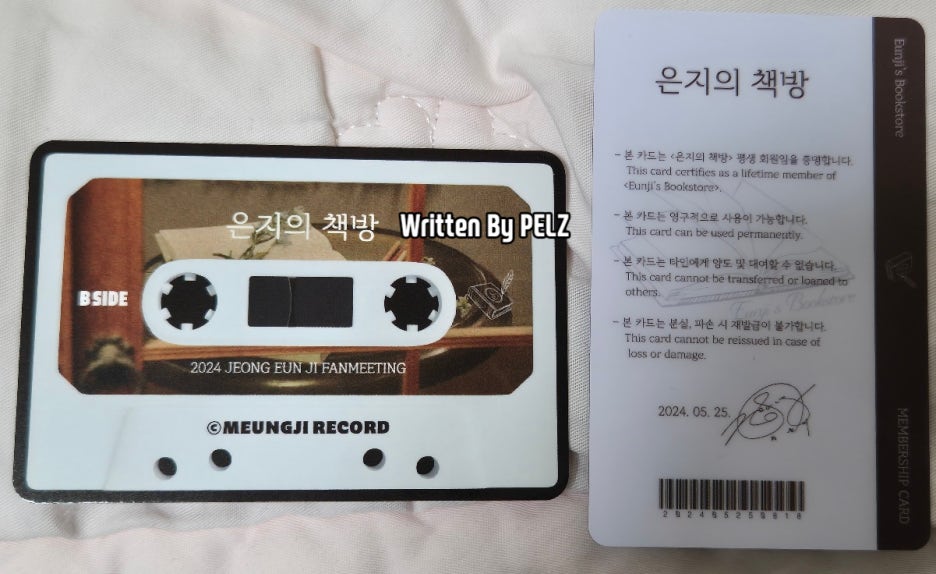 은지의 책방
Written By PELZ
B SIDE
2024 JEONG EUN JI FANMEETING
©MEUNGJI RECORD
Eunji's Bookstore
은지의 책방
- 본 카드는 <은지의 책방> 평생 회원임을 증명합니다.
This card certifies as a lifetime member of
<Eunji's Bookstore>.
- 본 카드는 영구적으로 사용이 가능합니다.
This card can be used permanently.
- 본 카드는 타인에게 양도 및 대여할 수 없습니다.
This card cannot be transferred or loaned to
others.
Eunji's Bookstore
- 본 카드는 분실, 파손 시 재발급이 불가합니다.
This card cannot be reissued in case of
loss or damage.
2024. 05. 25.
MEMBERSHIP CARD